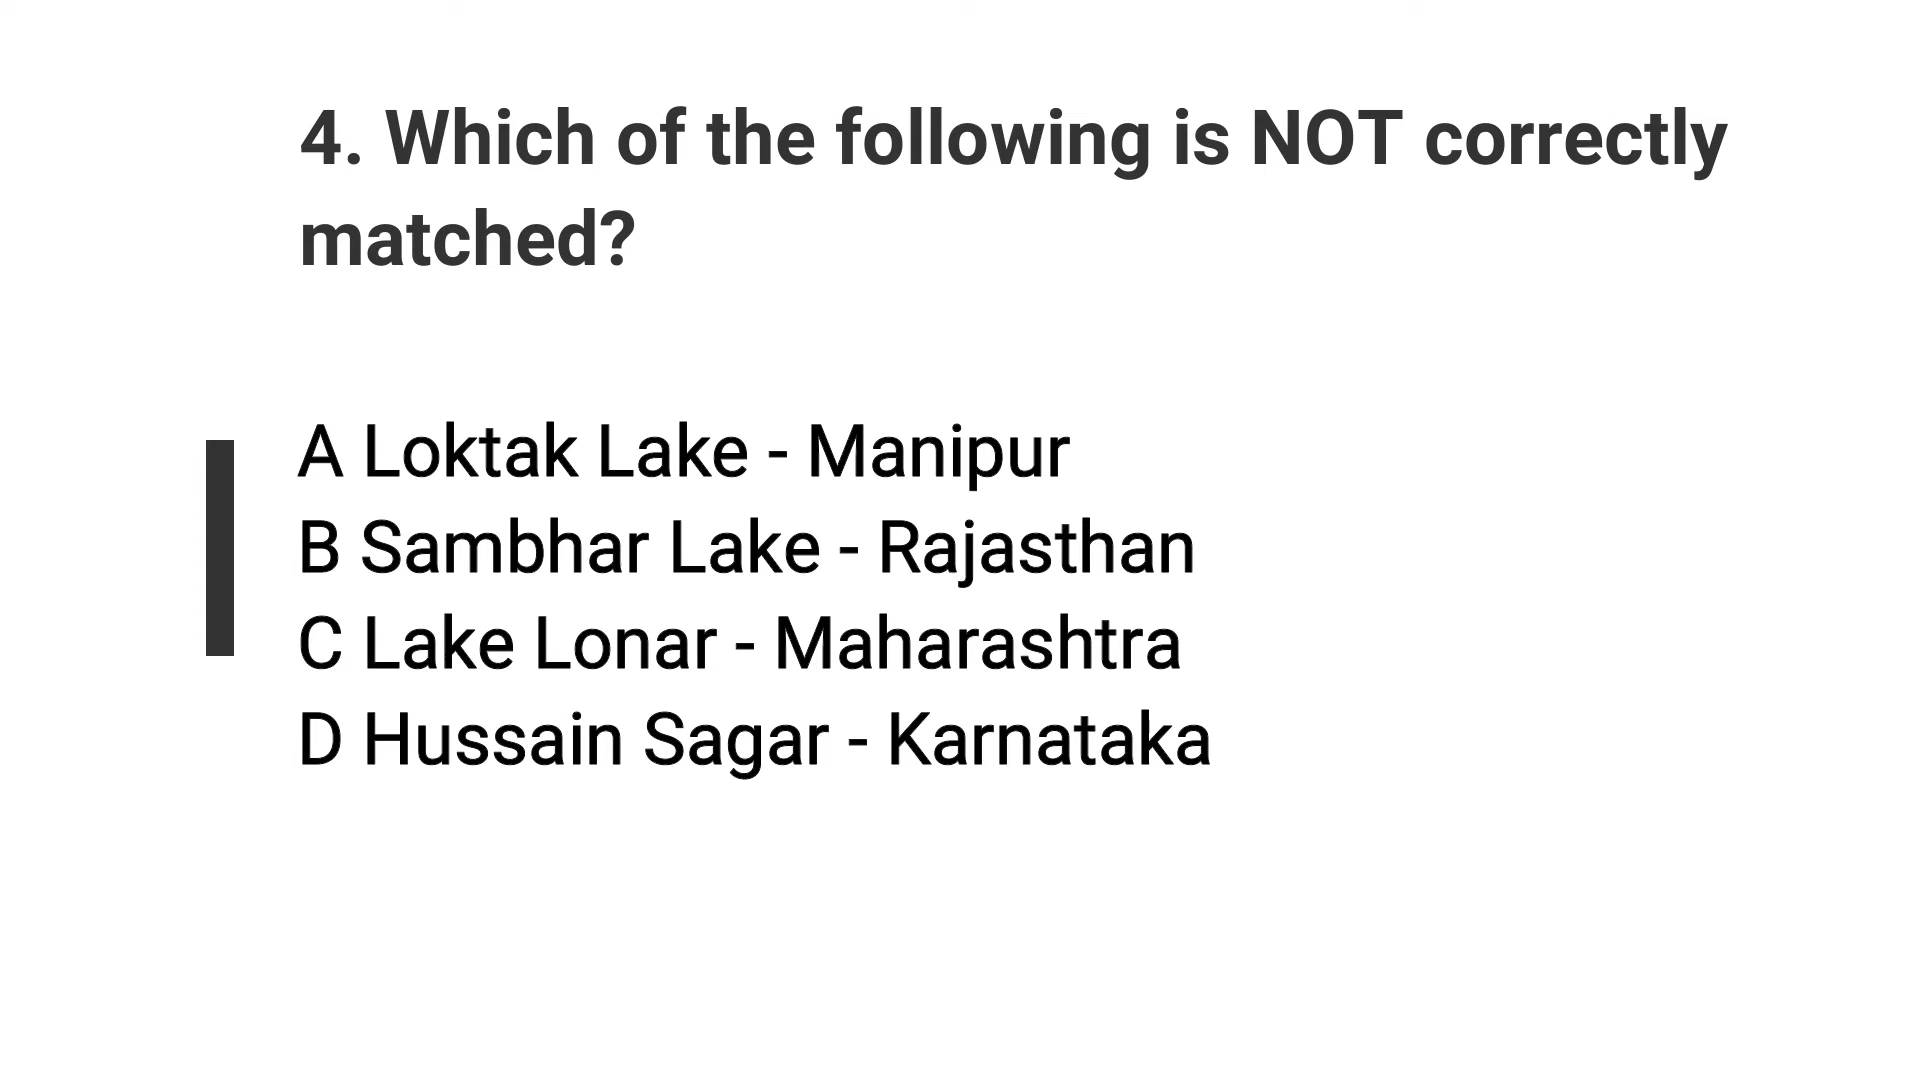 4. Which of the following is NOT correctly
matched?
A Loktak Lake - Manipur
B Sambhar Lake - Rajasthan
C Lake Lonar - Maharashtra
D Hussain Sagar - Karnataka